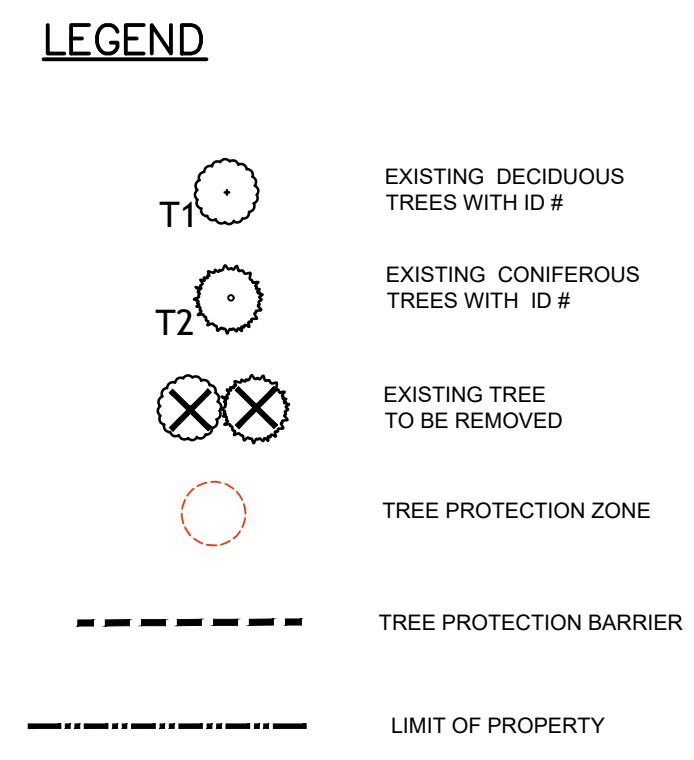 LEGEND
T1
EXISTING DECIDUOUS
TREES WITH ID #
T2
EXISTING CONIFEROUS
TREES WITH ID #
EXISTING TREE
TO BE REMOVED
TREE PROTECTION ZONE
TREE PROTECTION BARRIER
LIMIT OF PROPERTY